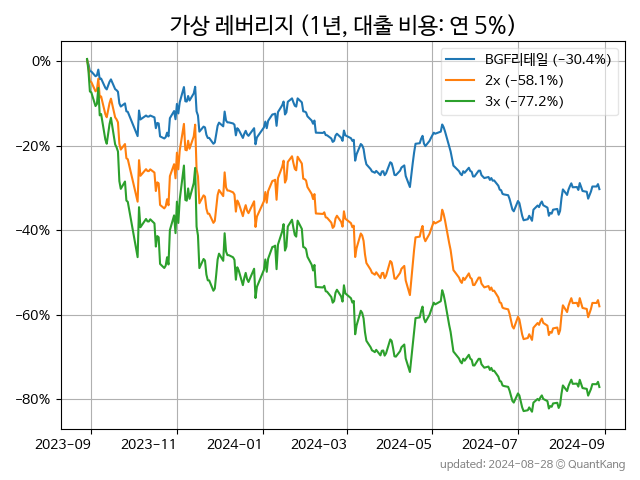 가상 레버리지 (1년, 대출 비용: 연 5%)
BGF리테일 (−30.4%)
2x (−58.1%)
3x (−77.2%)
0%
−20%
−40%
−60%
−80%
2023-09 2023-11 2024-01 2024-03 2024-05 2024-07 2024-09
updated: 2024-08-28 © QuantKang